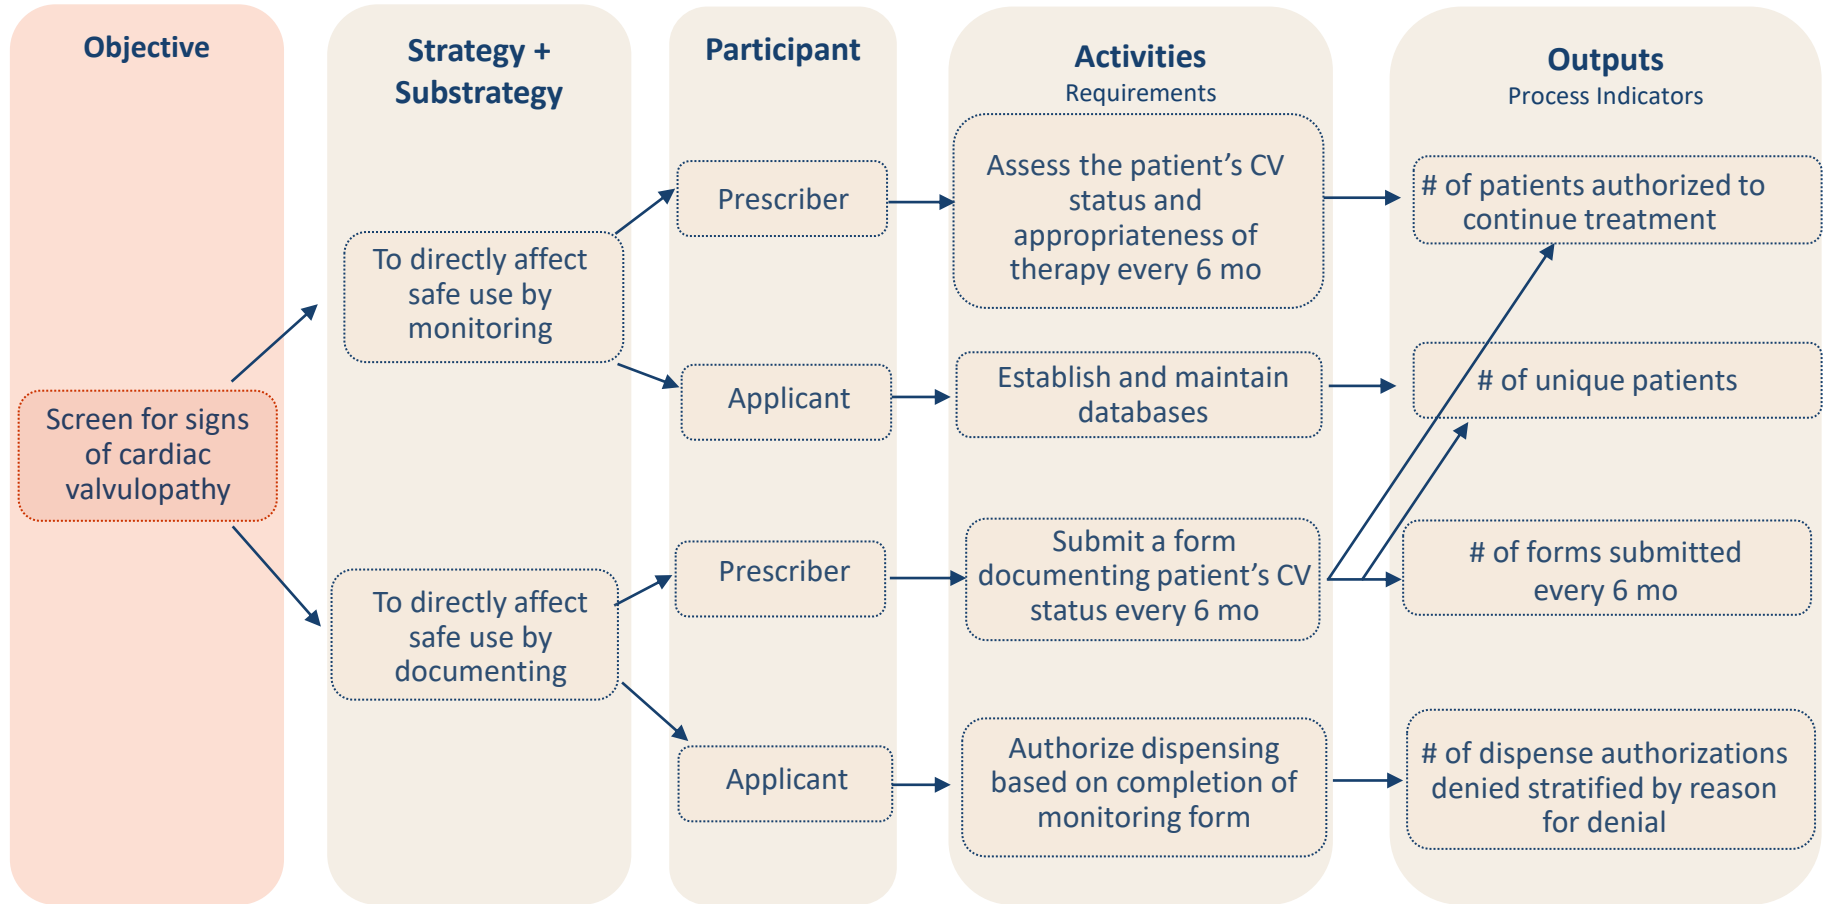 Objective
Screen for signs
of cardiac
valvulopathy
Strategy +
Substrategy
To directly affect
safe use by
monitoring
To directly affect
safe use by
documenting
Participant
Prescriber
Applicant
Prescriber
Applicant
Activities
Requirements
Assess the patient’s CV
status and
appropriateness of
therapy every 6 mo
Establish and maintain
databases
Submit a form
documenting patient’s CV
status every 6 mo
Authorize dispensing
based on completion of
monitoring form
Outputs
Process Indicators
# of patients authorized to
continue treatment
# of unique patients
# of forms submitted
every 6 mo
# of dispense authorizations
denied stratified by reason
for denial